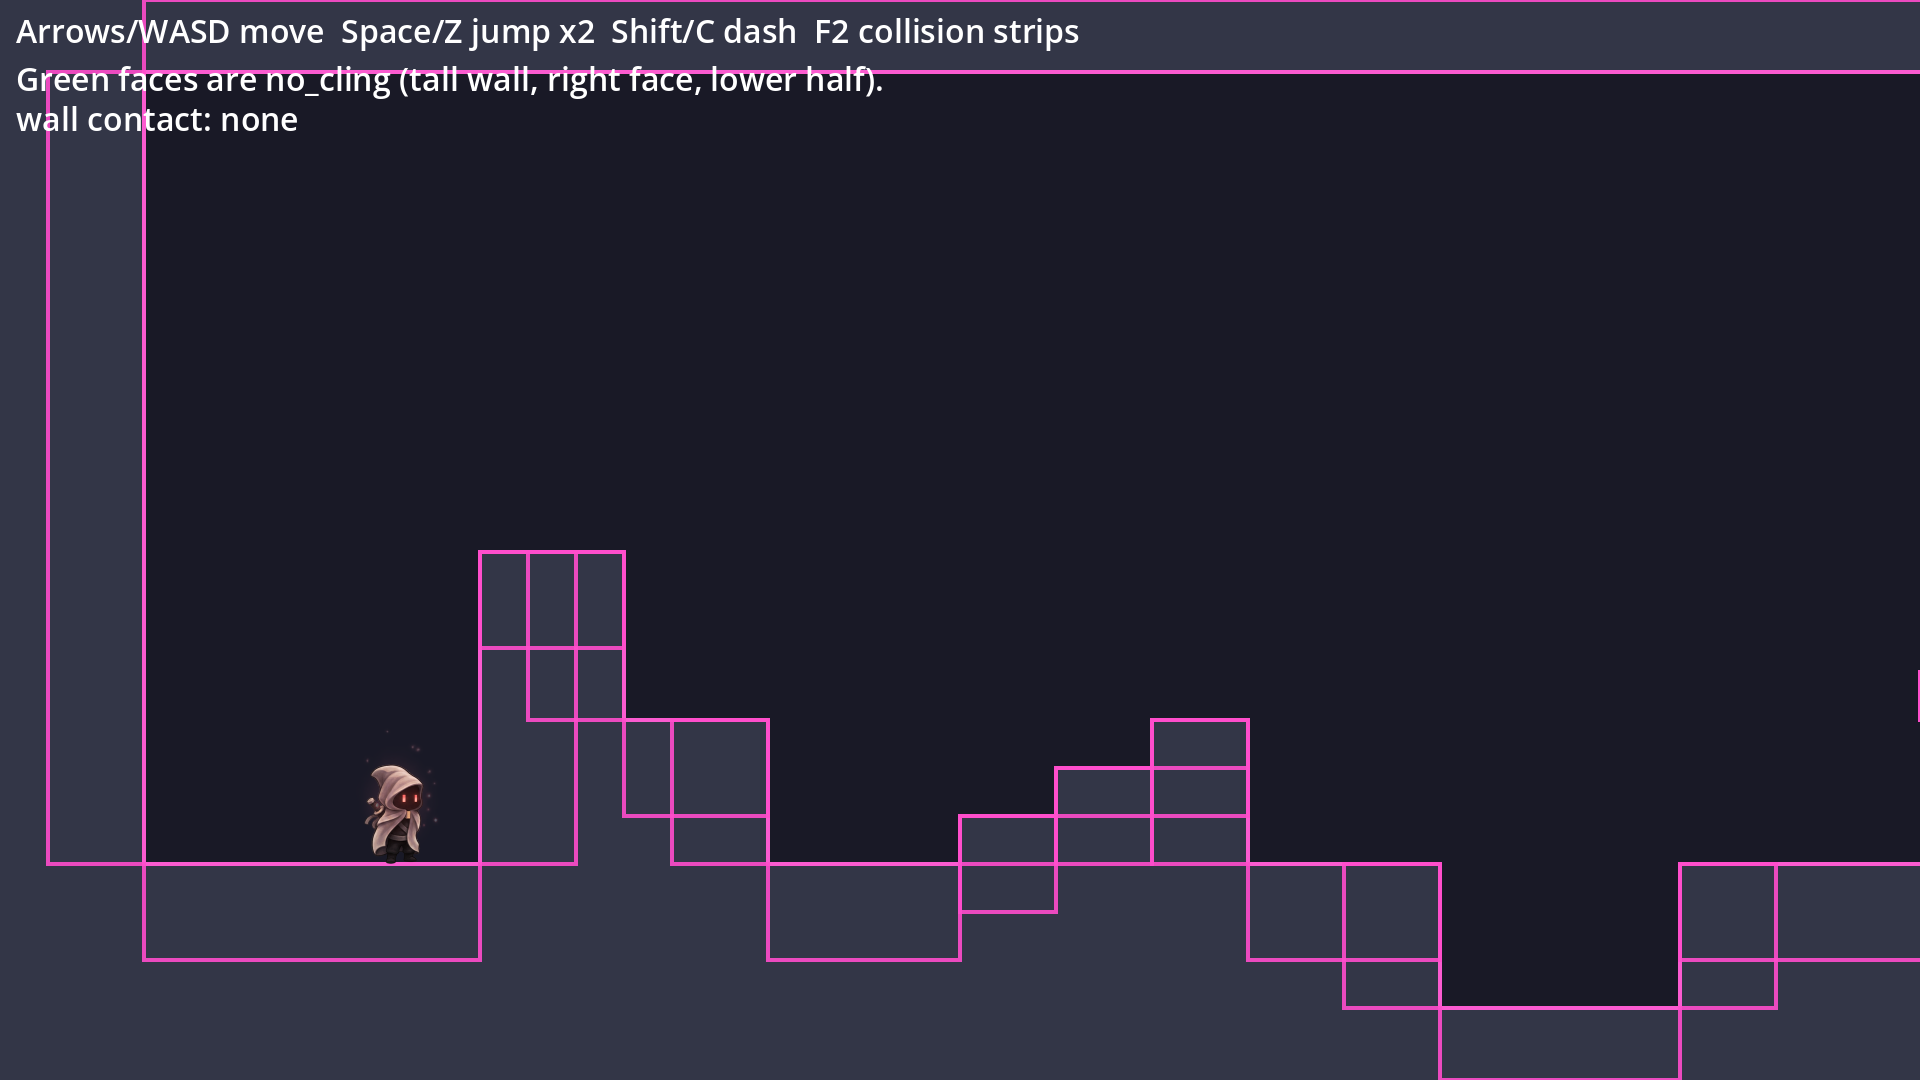 Arrows/WASD move  Space/Z jump x2  Shift/C dash  F2 collision strips
Green faces are no_cling (tall wall, right face, lower half).
wall contact: none